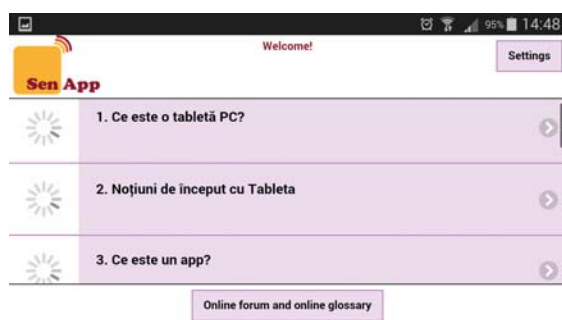 95% 14:48
Welcome!
Settings
Sen App
1. Ce este o tabletă PC?
2. Noțiuni de început cu Tableta
3. Ce este un app?
Online forum and online glossary